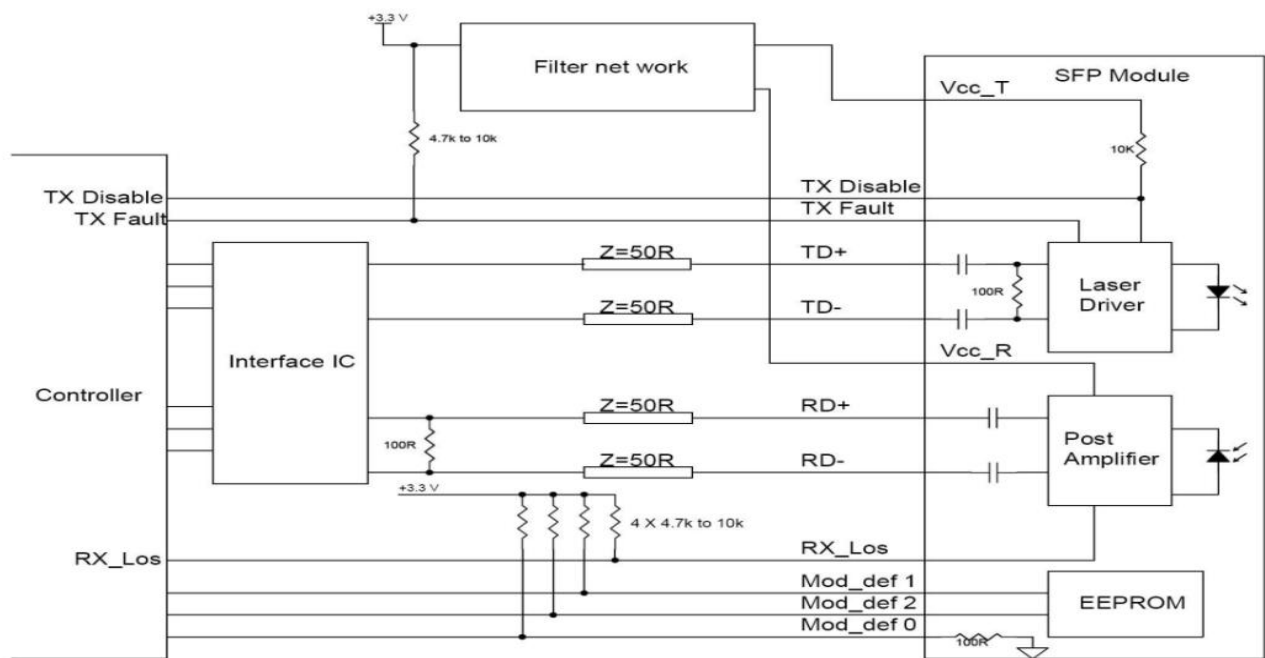 +3.3 V
Filter net work
SFP Module
Vcc_T
4.7k to 10k
10K
TX Disable
TX Disable
TX Fault
TX Fault
Z=50R
TD+
100R
Laser
Driver
Z=50R
TD-
Interface IC
Vcc_R
Controller
Z=50R
RD+
100R
Post
Amplifier
Z=50R
RD-
+3.3 V
4 X 4.7k to 10k
RX_Los
RX_Los
Mod_def 1
EEPROM
Mod_def 2
Mod_def 0
100R